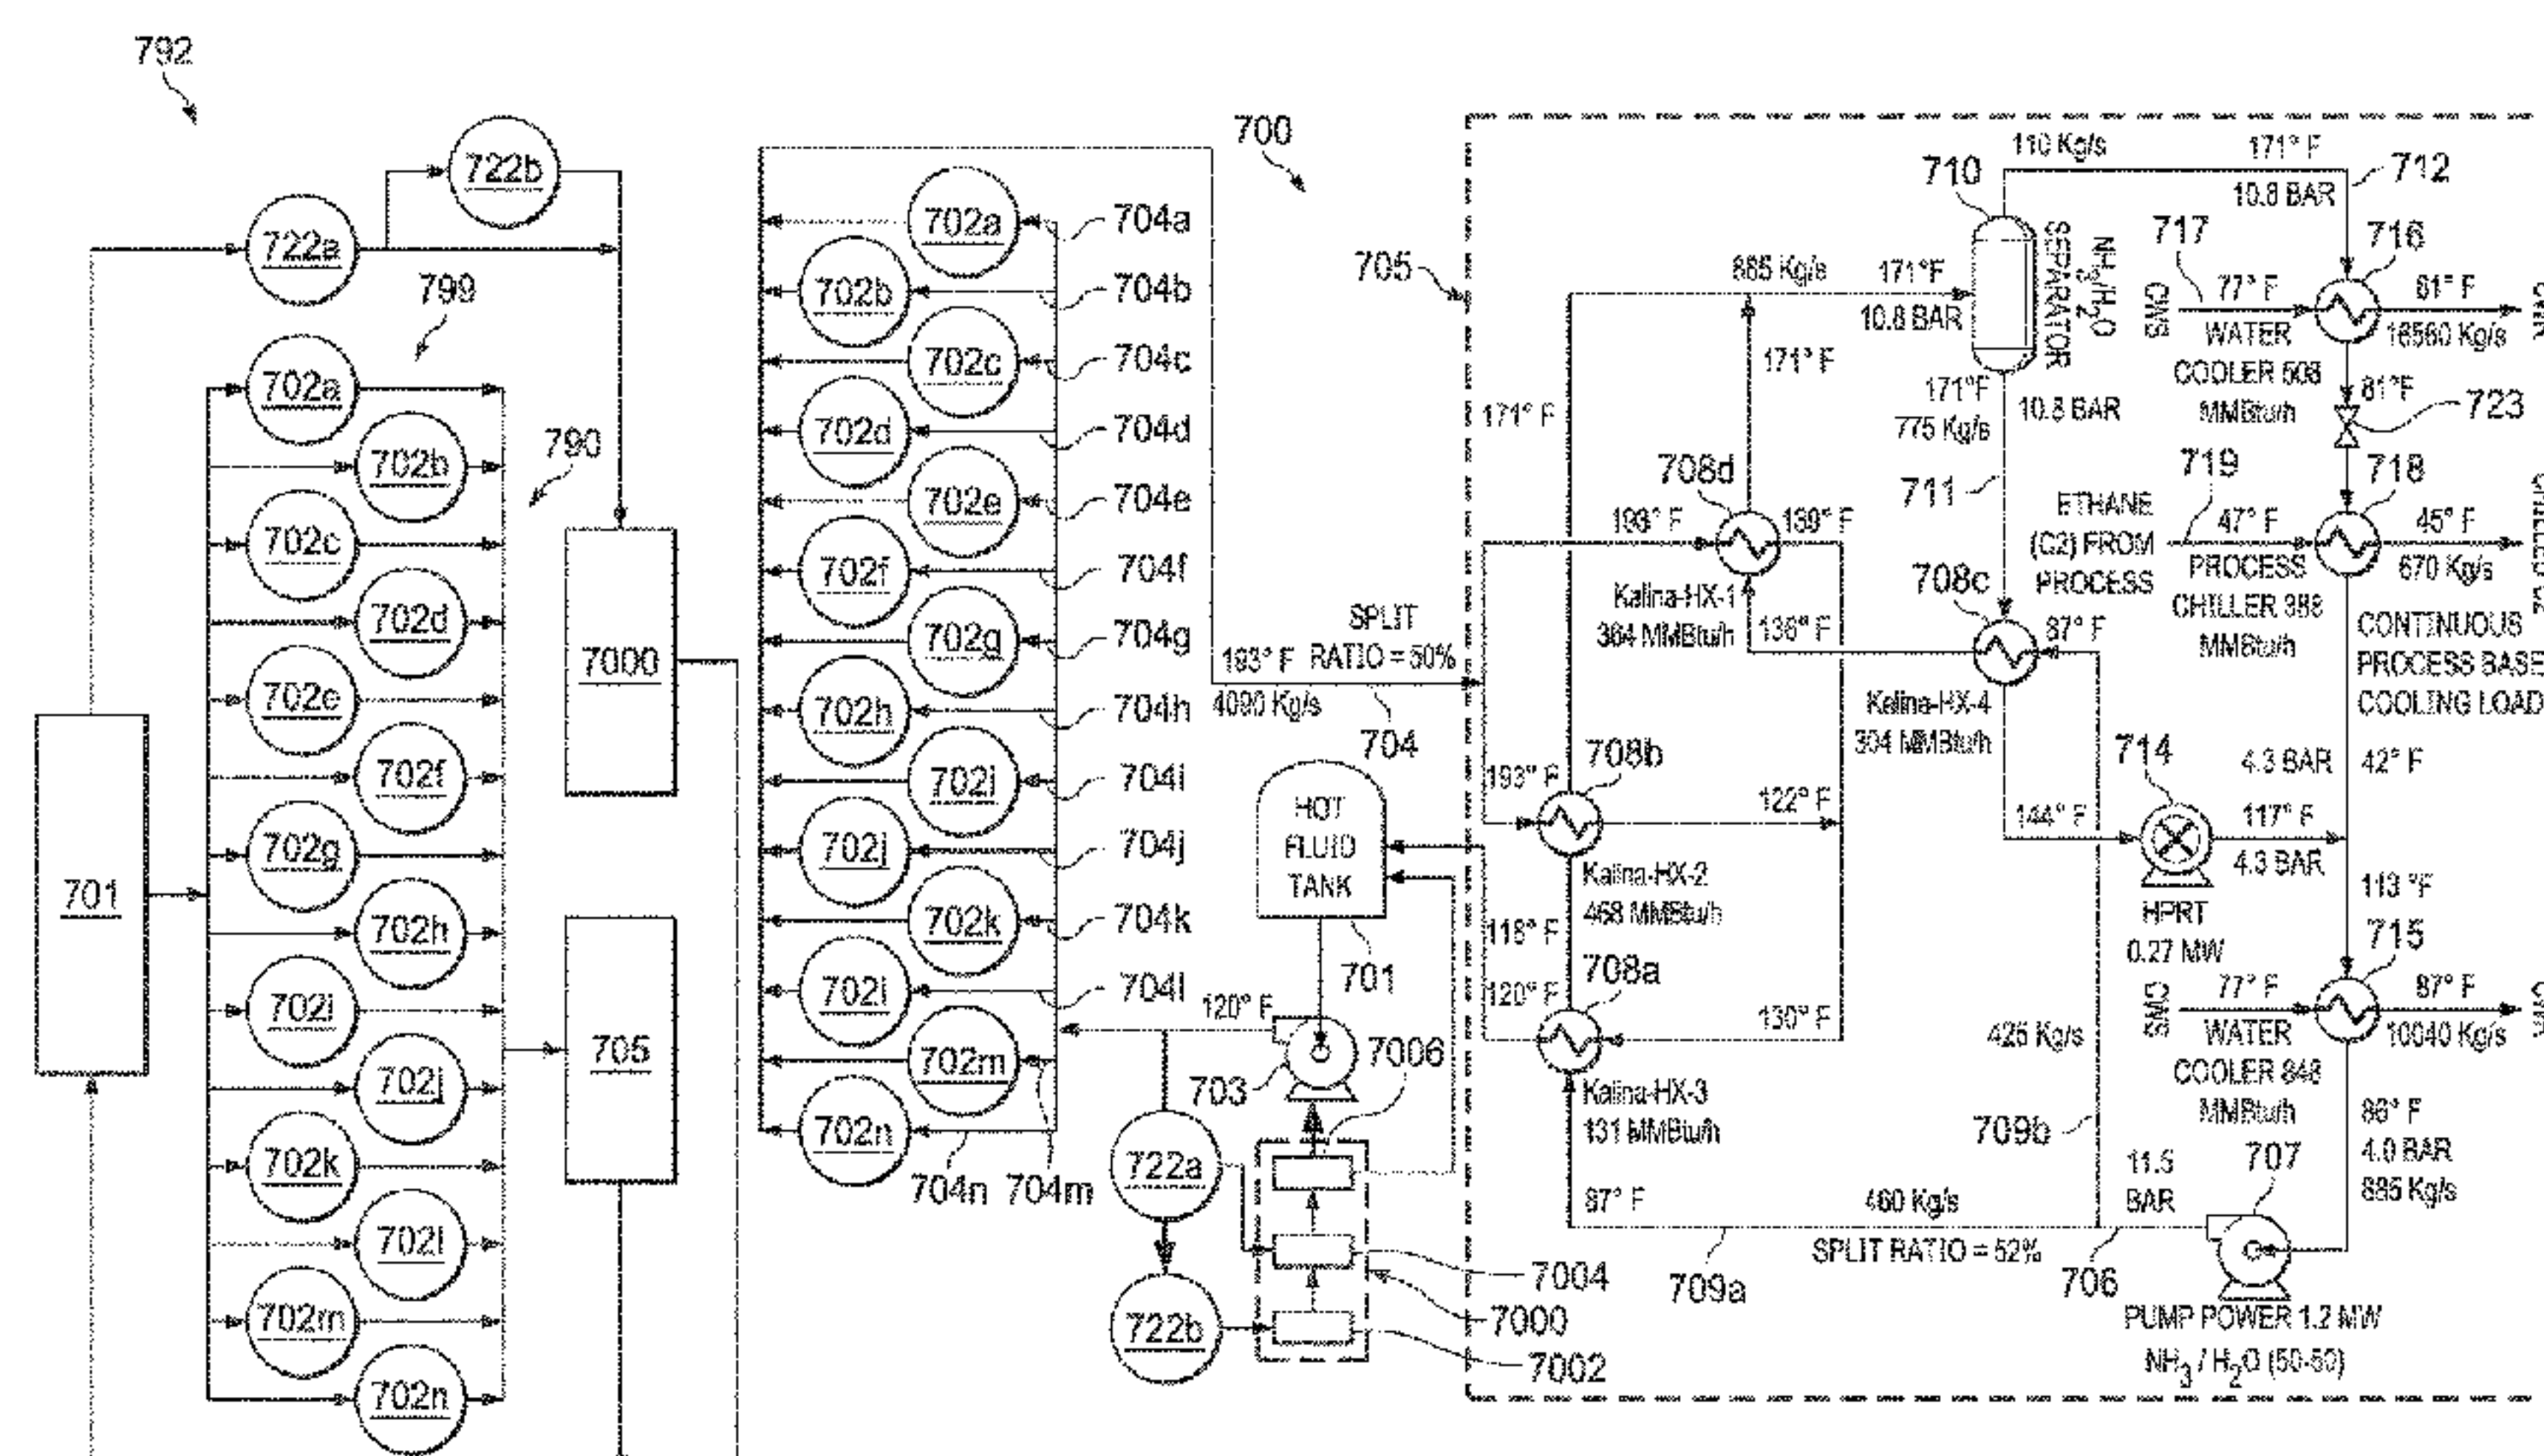 792
722b
722a
799
702a
702b
790
702c
702d
702e
702f
702g
702h
702i
702j
702k
702l
702m
702n
701
7000
705
700
702a
702b
702c
702d
702e
702f
702g
702h
702i
702j
702k
702l
702m
702n
704a
704b
704c
704d
704e
704f
704g
704h
704i
704j
704k
704l
704n 704m
193° F
SPLIT
RATIO = 50%
4090 Kg/s
704
HOT
FLUID
TANK
701
120° F
703
7006
722a
722b
7004
7000
7002
705
885 Kg/s
171°F
10.8 BAR
171° F
171° F
708d
193° F
139° F
Kalina-HX-1
364 MMBtu/h
136° F
193° F
708b
122° F
Kalina-HX-2
468 MMBtu/h
118° F
708a
120° F
130° F
Kalina-HX-3
131 MMBtu/h
87° F
460 Kg/s
SPLIT RATIO = 52%
709a
710
NH3/H2O
SEPARATOR
110 Kg/s
171° F
712
10.8 BAR
171°F
775 Kg/s
10.8 BAR
711
708c
87° F
Kalina-HX-4
304 MMBtu/h
144° F
714
117° F
4.3 BAR
HPRT
0.27 MW
425 Kg/s
709b
717
716
CWS
77° F
81° F
WATER
COOLER 508
MMBtu/h
81°F
723
719
718
ETHANE
(C2) FROM
PROCESS
47° F
45° F
PROCESS
CHILLER 388
MMBtu/h
670 Kg/s
CONTINUOUS
PROCESS BASE
COOLING LOAD
4.3 BAR
42° F
113 °F
715
CWS
77° F
87° F
WATER
COOLER 848
MMBtu/h
10040 Kg/s
86° F
4.0 BAR
885 Kg/s
11.5
BAR
706
707
PUMP POWER 1.2 MW
NH3 / H2O (50-50)